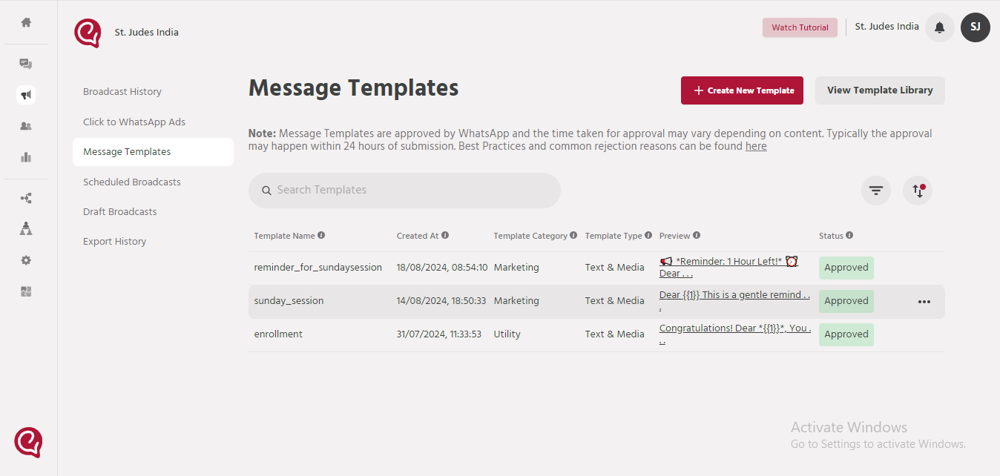 St. Judes India
Watch Tutorial
St. Judes India
SJ
Broadcast History
Click to WhatsApp Ads
Message Templates
Scheduled Broadcasts
Draft Broadcasts
Export History
Message Templates
Create New Template
View Template Library
Note: Message Templates are approved by WhatsApp and the time taken for approval may vary depending on content. Typically the approval
may happen within 24 hours of submission. Best Practices and common rejection reasons can be found here
Search Templates
Template Name Created At Template Category Template Type Preview Status
reminder_for_sundaysession 18/08/2024, 08:54:10 Marketing Text & Media 📢 *Reminder: 1 Hour Left!* ⏰ Approved
Dear . . .
sunday_session 14/08/2024, 18:50:33 Marketing Text & Media Dear {{1}} This is a gentle remind . . Approved
.
enrollment 31/07/2024, 11:33:53 Utility Text & Media Congratulations! Dear *{{1}}*, You . Approved
. .
Activate Windows
Go to Settings to activate Windows.